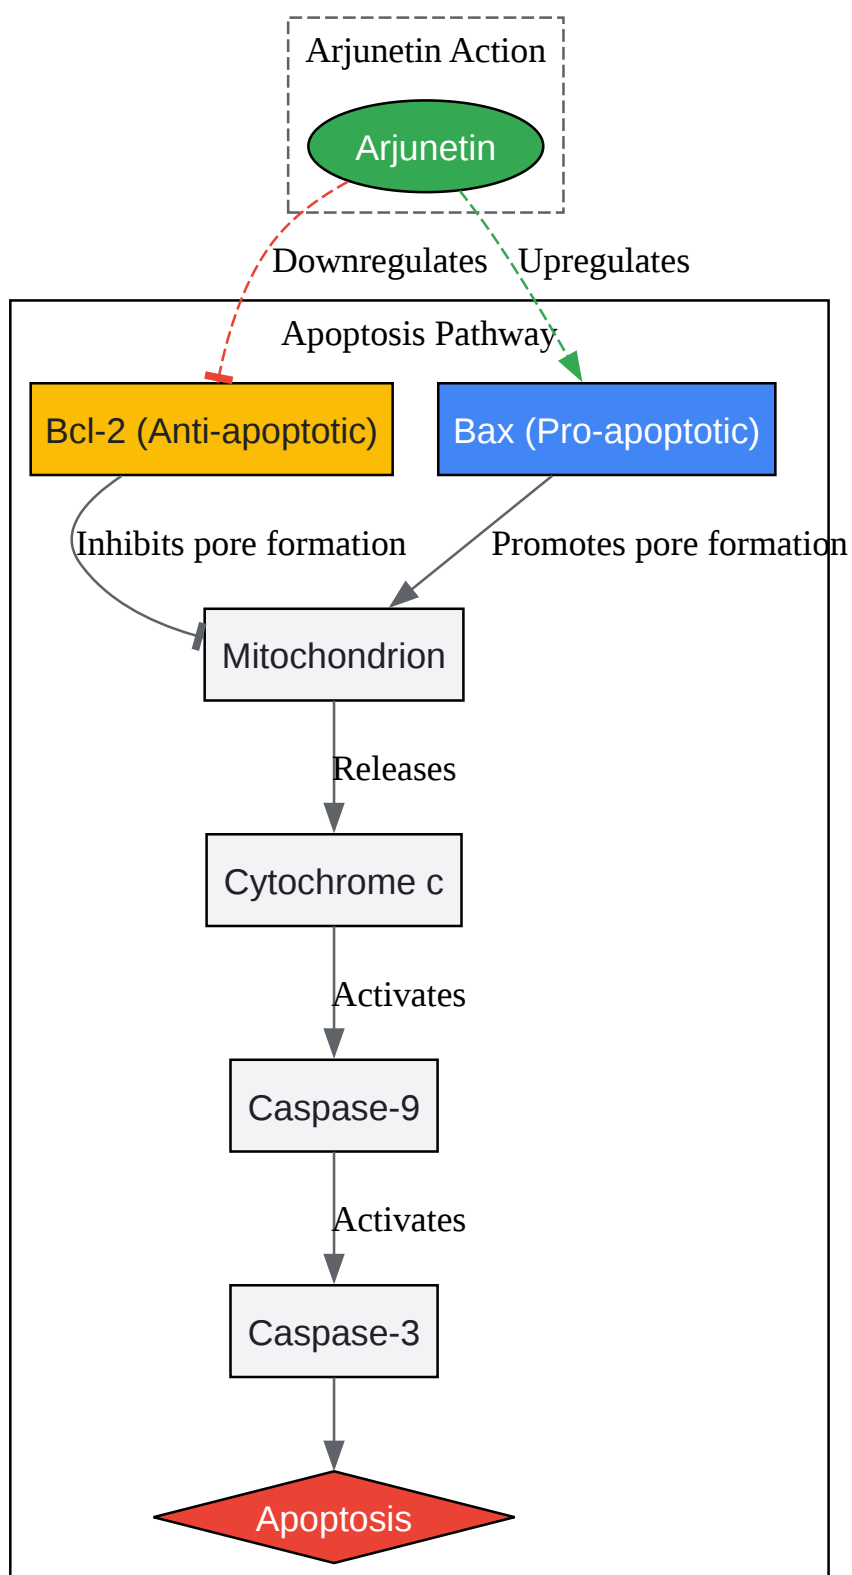 Arjunetin Action
Arjunetin
Downregulates
Upregulates
Apoptosis Pathway
Bcl-2 (Anti-apoptotic)
Bax (Pro-apoptotic)
Inhibits pore formation
Promotes pore formation
Mitochondrion
Releases
Cytochrome c
Activates
Caspase-9
Activates
Caspase-3
Apoptosis